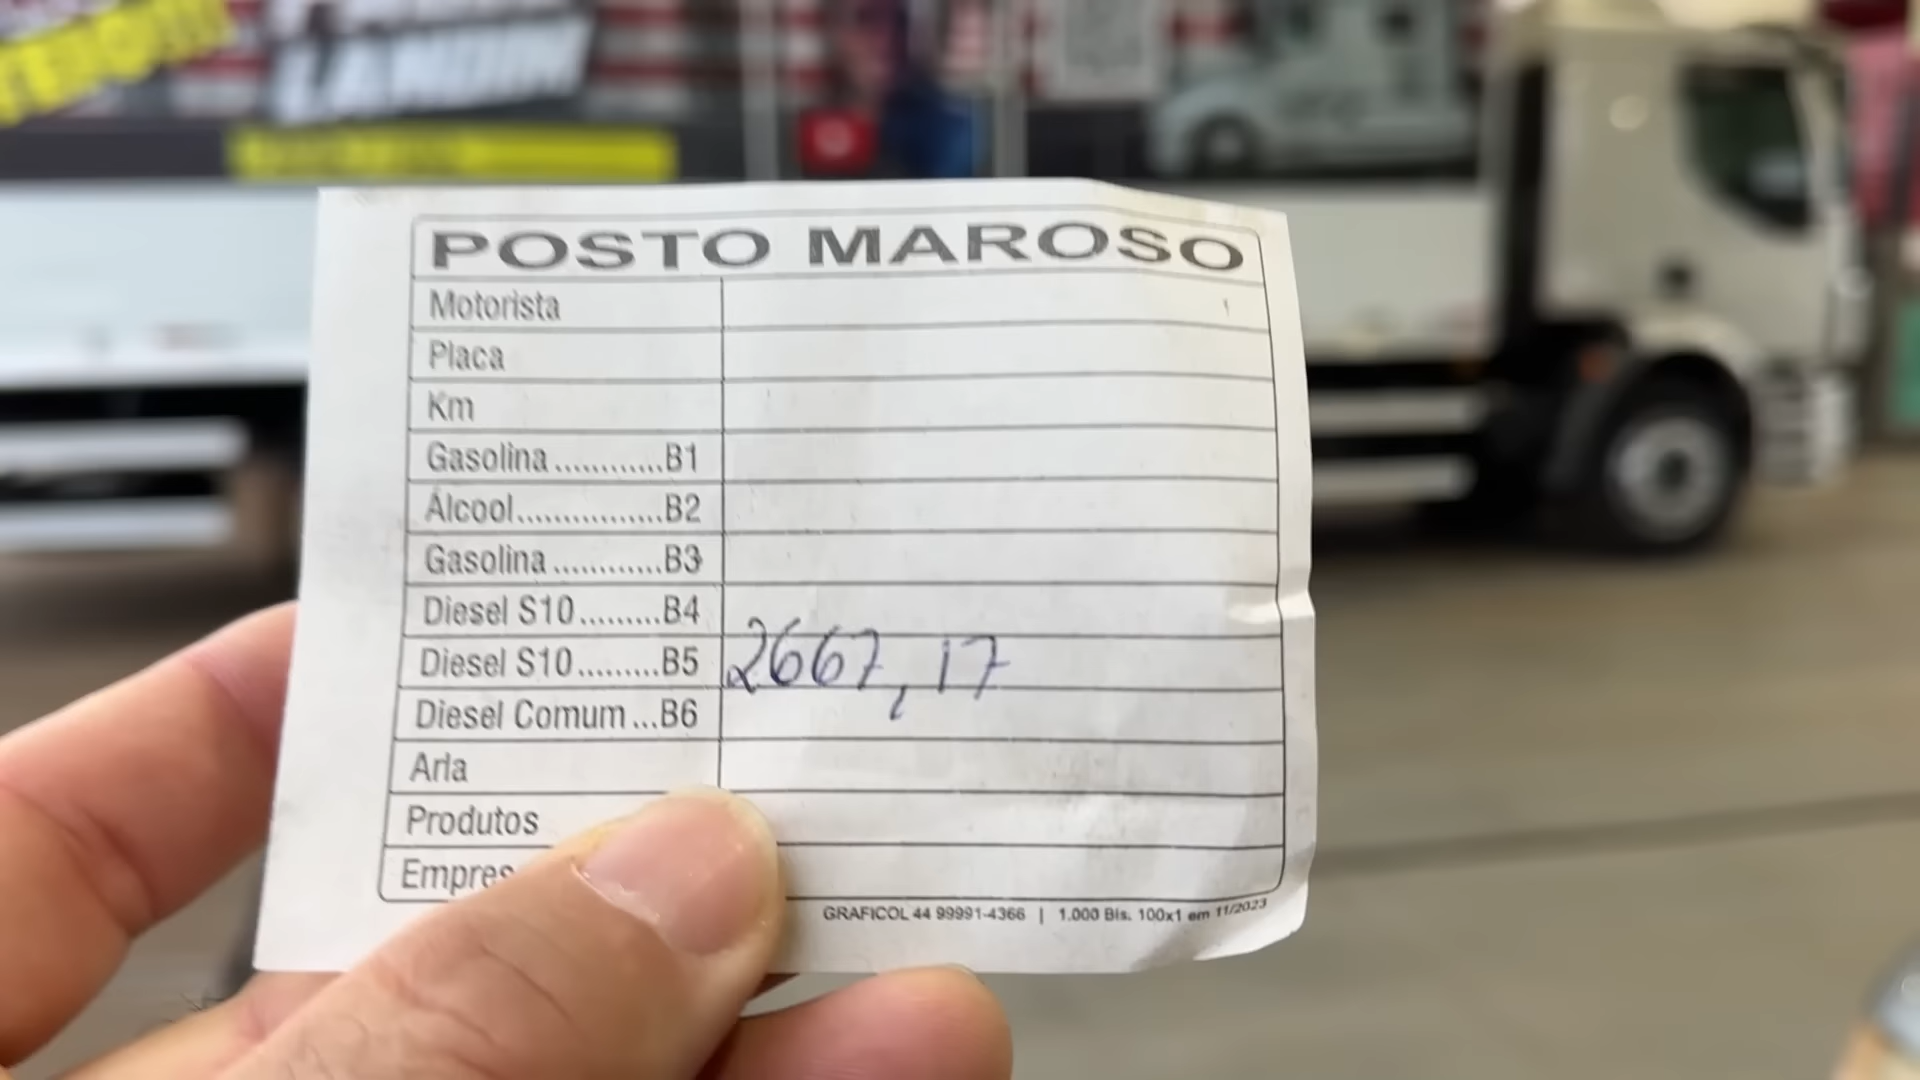 POSTO MAROSO
Motorista
Placa
Km
Gasolina............B1
Álcool................B2
Gasolina............B3
Diesel S10.........B4
Diesel S10.........B5 2667,17
Diesel Comum...B6
Arla
Produtos
Empres
GRAFICOL 44 99991-4366 | 1.000 Bls. 100x1 em 11/2023